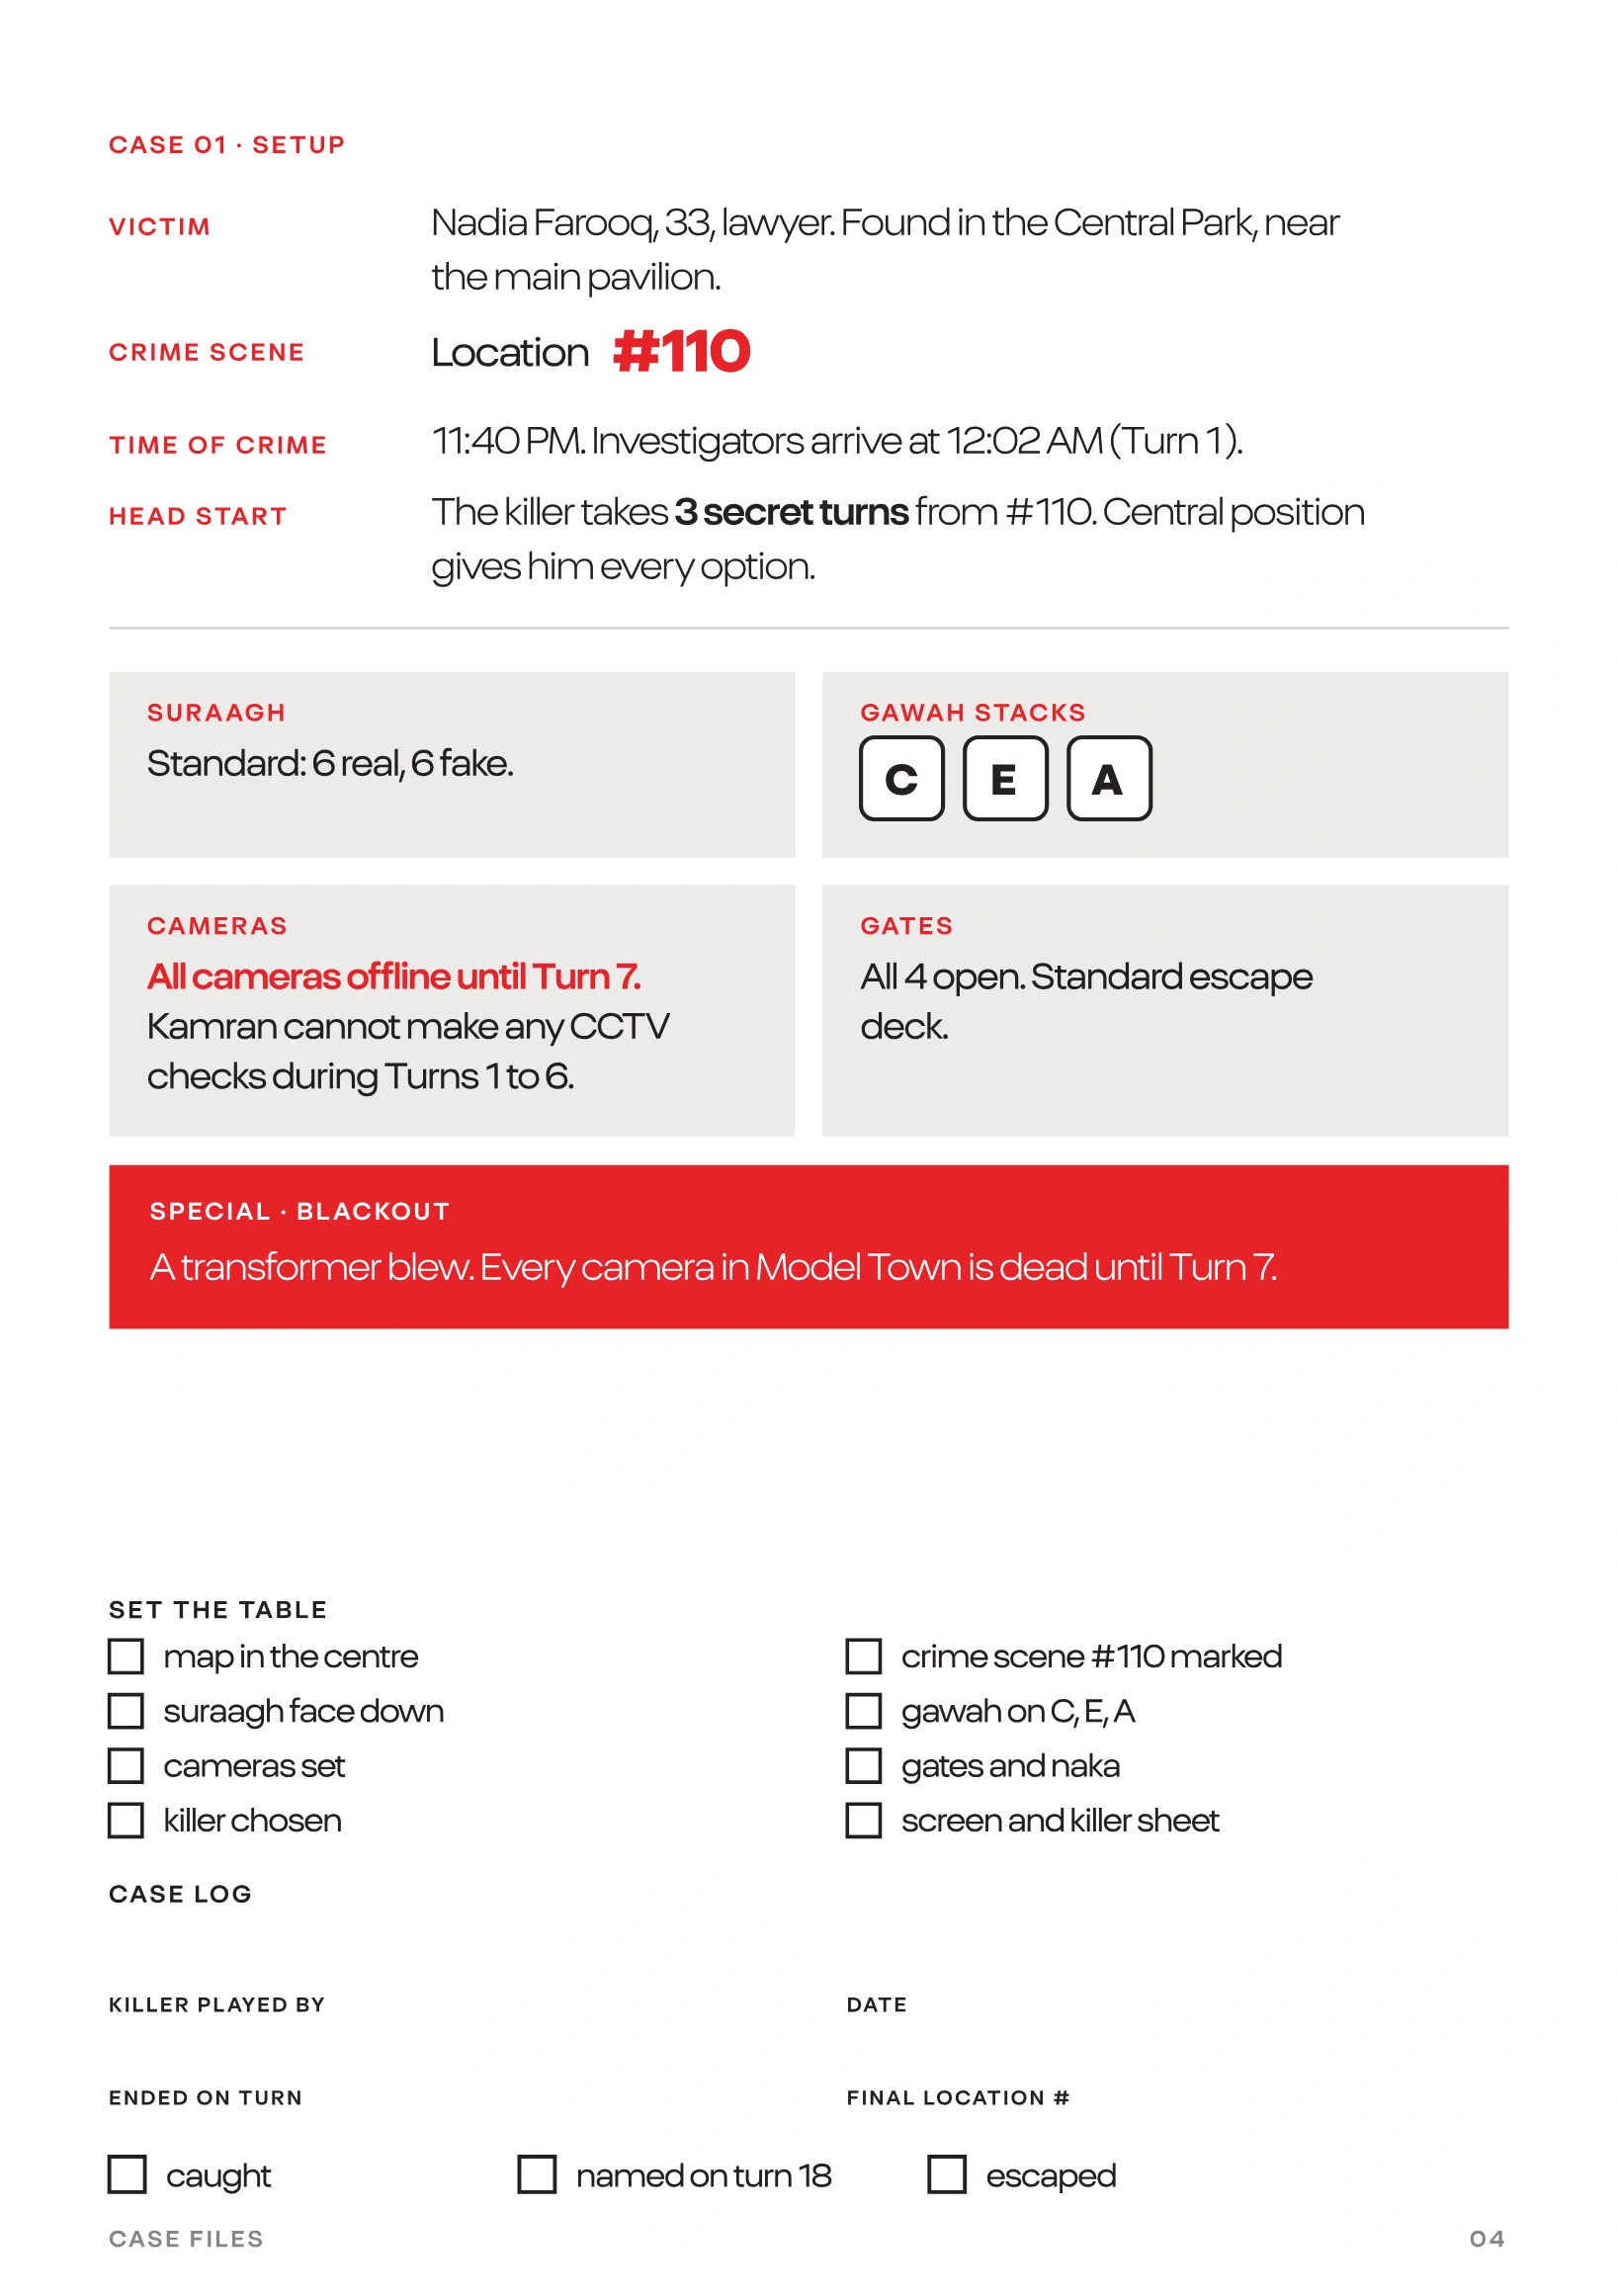 CASE 01 · SETUP
VICTIM
Nadia Farooq, 33, lawyer. Found in the Central Park, near
the main pavilion.
CRIME SCENE
Location #110
TIME OF CRIME
11:40 PM. Investigators arrive at 12:02 AM (Turn 1).
HEAD START
The killer takes 3 secret turns from #110. Central position
gives him every option.
SURAAGH
Standard: 6 real, 6 fake.
GAWAH STACKS
C E A
CAMERAS
All cameras offline until Turn 7.
Kamran cannot make any CCTV
checks during Turns 1 to 6.
GATES
All 4 open. Standard escape
deck.
SPECIAL · BLACKOUT
A transformer blew. Every camera in Model Town is dead until Turn 7.
SET THE TABLE
map in the centre
crime scene #110 marked
suraagh face down
gawah on C, E, A
cameras set
gates and naka
killer chosen
screen and killer sheet
CASE LOG
KILLER PLAYED BY
DATE
ENDED ON TURN
FINAL LOCATION #
caught
named on turn 18
escaped
CASE FILES
04